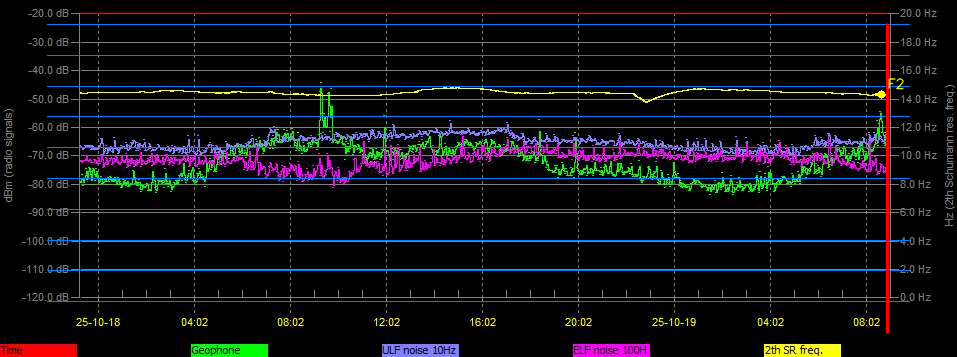 -20.0 dB 20.0 Hz
-30.0 dB 18.0 Hz
-40.0 dB 16.0 Hz
F2
-50.0 dB 14.0 Hz
-60.0 dB 12.0 Hz
-70.0 dB 10.0 Hz
-80.0 dB 8.0 Hz
-90.0 dB 6.0 Hz
-100.0 dB 4.0 Hz
-110.0 dB 2.0 Hz
-120.0 dB 0.0 Hz
dBm (radio signals)
Hz (2th Schumann res. freq.)
25-10-18 04:02 08:02 12:02 16:02 20:02 25-10-19 04:02 08:02
Time Geophone ULF noise 10Hz ELF noise 100H 2th SR freq.